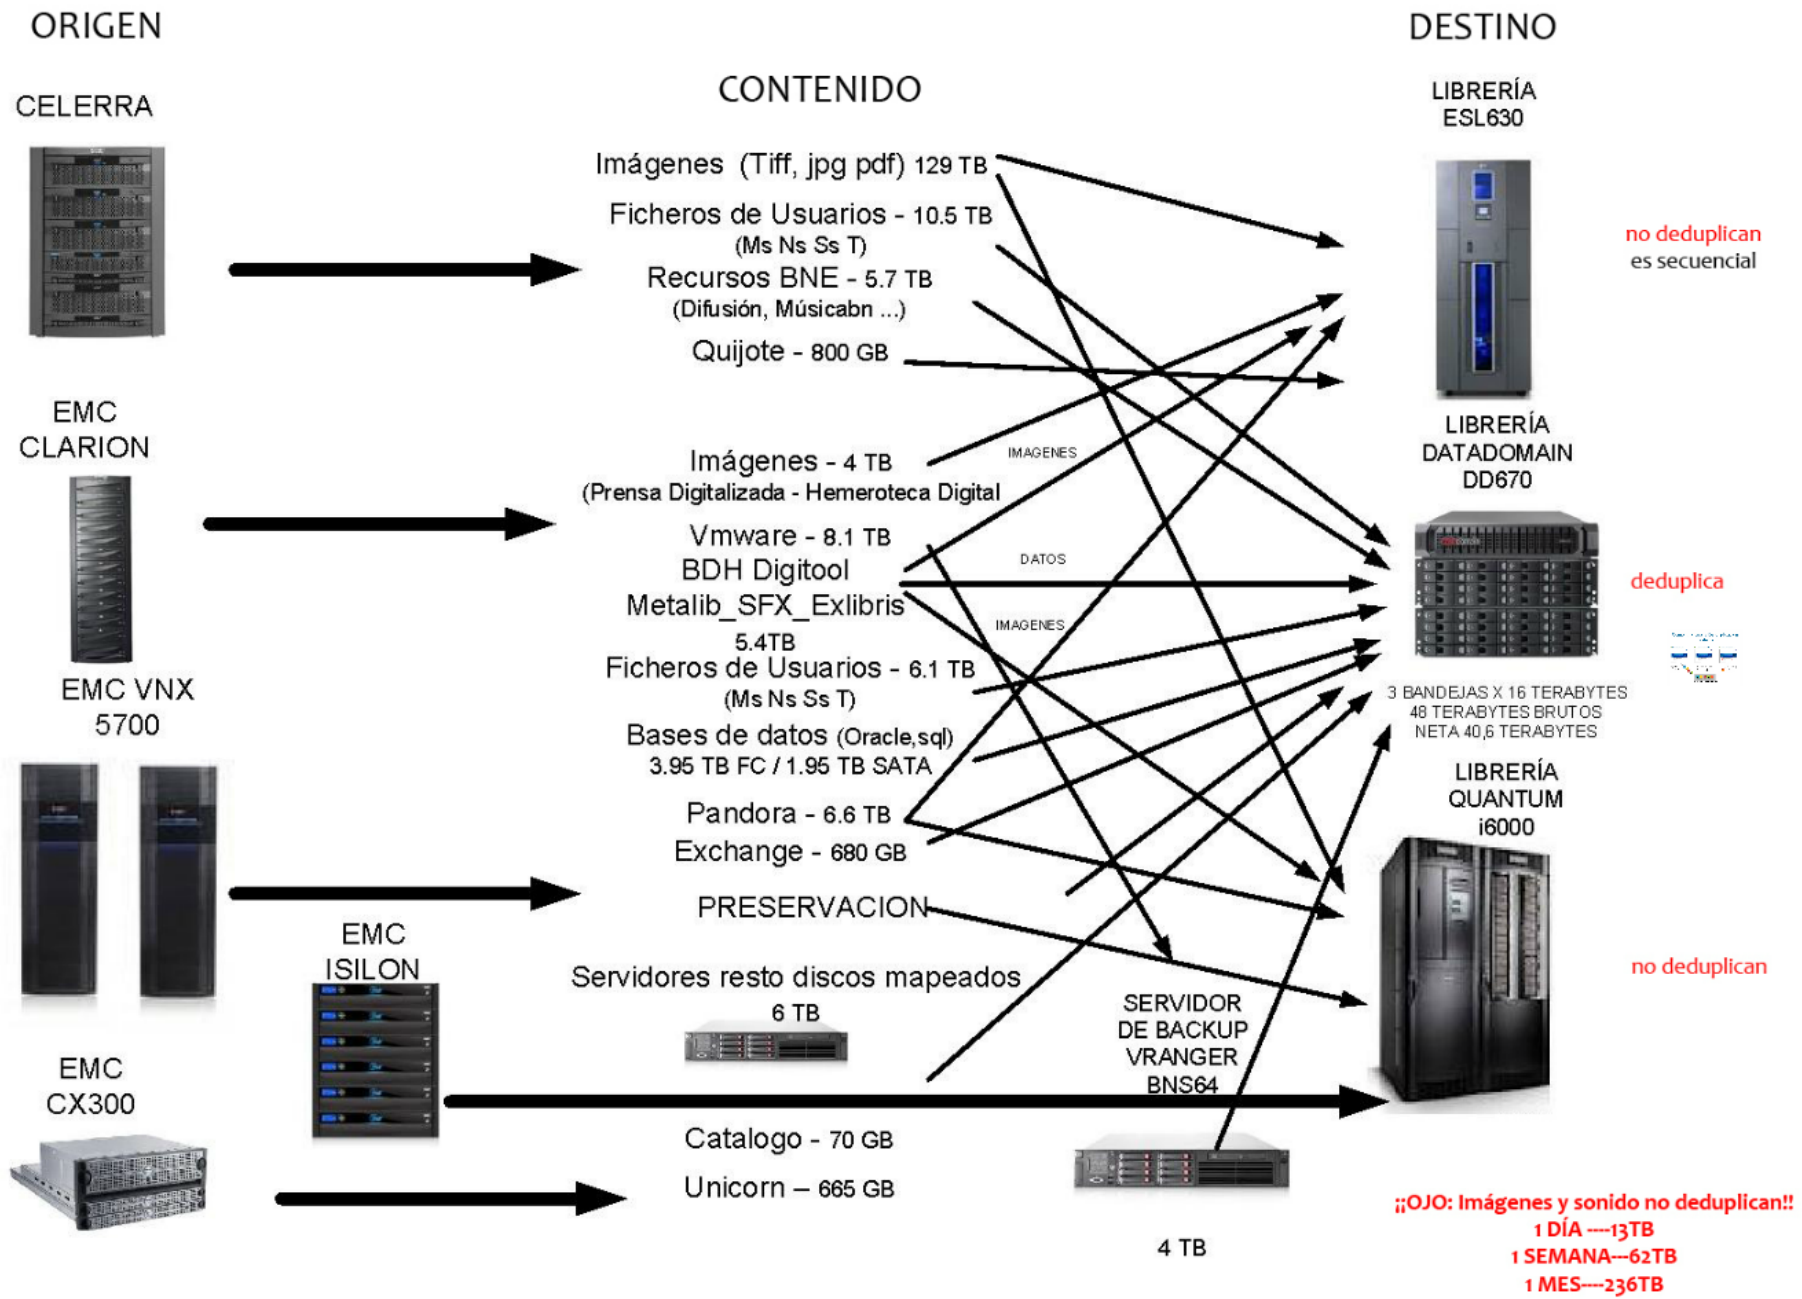 ORIGEN
CELERRA
EMC
CLARION
EMC VNX
5700
EMC
ISILON
EMC
CX300
CONTENIDO
Imágenes (Tiff, jpg pdf) 129 TB
Ficheros de Usuarios - 10.5 TB
(Ms Ns Ss T)
Recursos BNE - 5.7 TB
(Difusión, Músicabn ...)
Quijote - 800 GB
Imágenes - 4 TB
(Prensa Digitalizada - Hemeroteca Digital
Vmware - 8.1 TB
BDH Digitool
Metalib_SFX_Exlibris
5.4TB
Ficheros de Usuarios - 6.1 TB
(Ms Ns Ss T)
Bases de datos (Oracle,sql)
3.95 TB FC / 1.95 TB SATA
Pandora - 6.6 TB
Exchange - 680 GB
PRESERVACION
Servidores resto discos mapeados
6 TB
Catalogo - 70 GB
Unicorn – 665 GB
IMAGENES
DATOS
IMAGENES
SERVIDOR
DE BACKUP
VRANGER
BNS64
4 TB
DESTINO
LIBRERÍA
ESL630
no deduplican
es secuencial
LIBRERÍA
DATADOMAIN
DD670
deduplica
3 BANDEJAS X 16 TERABYTES
48 TERABYTES BRUTOS
NETA 40,6 TERABYTES
LIBRERÍA
QUANTUM
i6000
no deduplican
¡¡OJO: Imágenes y sonido no deduplican!!
1 DÍA ----13TB
1 SEMANA---62TB
1 MES----236TB